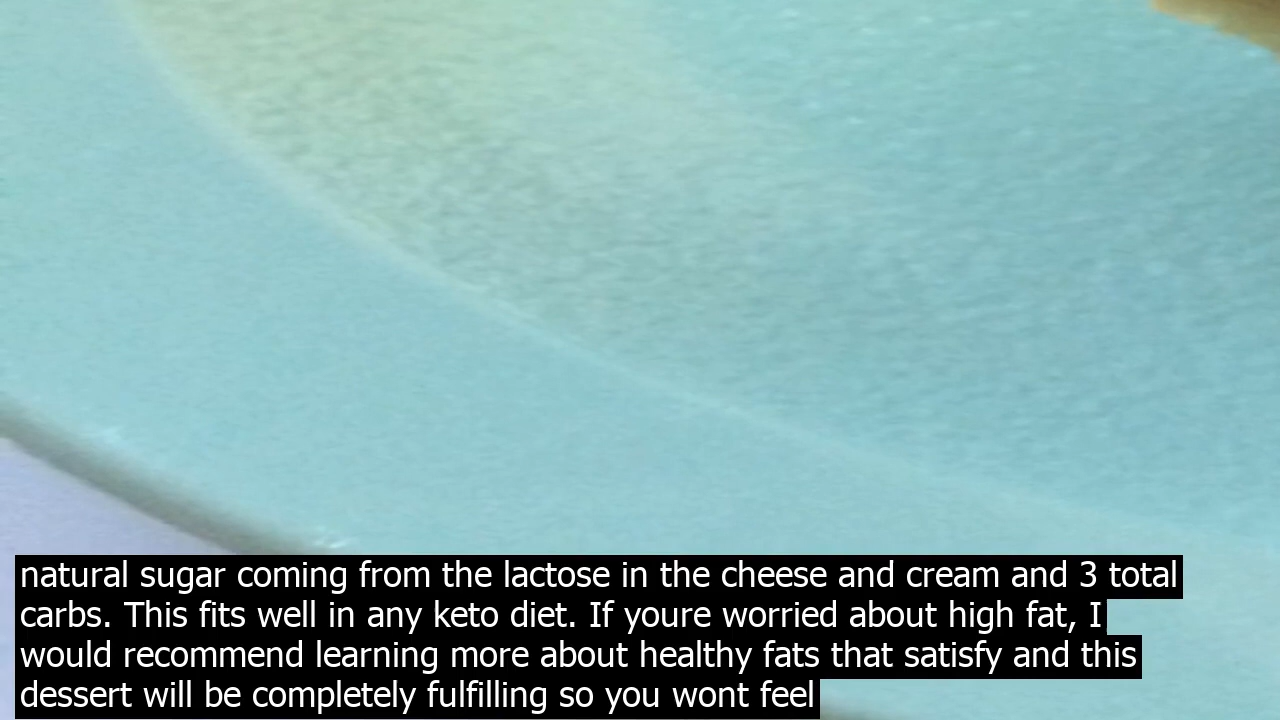 natural sugar coming from the lactose in the cheese and cream and 3 total
carbs. This fits well in any keto diet. If youre worried about high fat, I
would recommend learning more about healthy fats that satisfy and this
dessert will be completely fulfilling so you wont feel